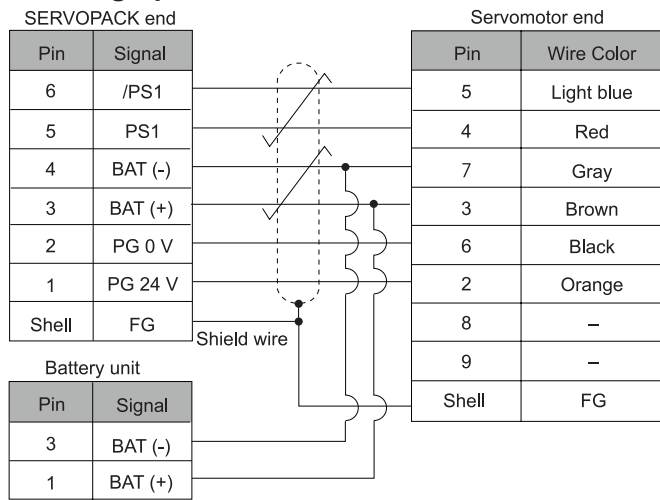 SERVOPACK end
Pin Signal
6 /PS1
5 PS1
4 BAT (-)
3 BAT (+)
2 PG 0 V
1 PG 24 V
Shell FG
Shield wire
Servomotor end
Pin Wire Color
5 Light blue
4 Red
7 Gray
3 Brown
6 Black
2 Orange
8 –
9 –
Shell FG
Battery unit
Pin Signal
3 BAT (-)
1 BAT (+)